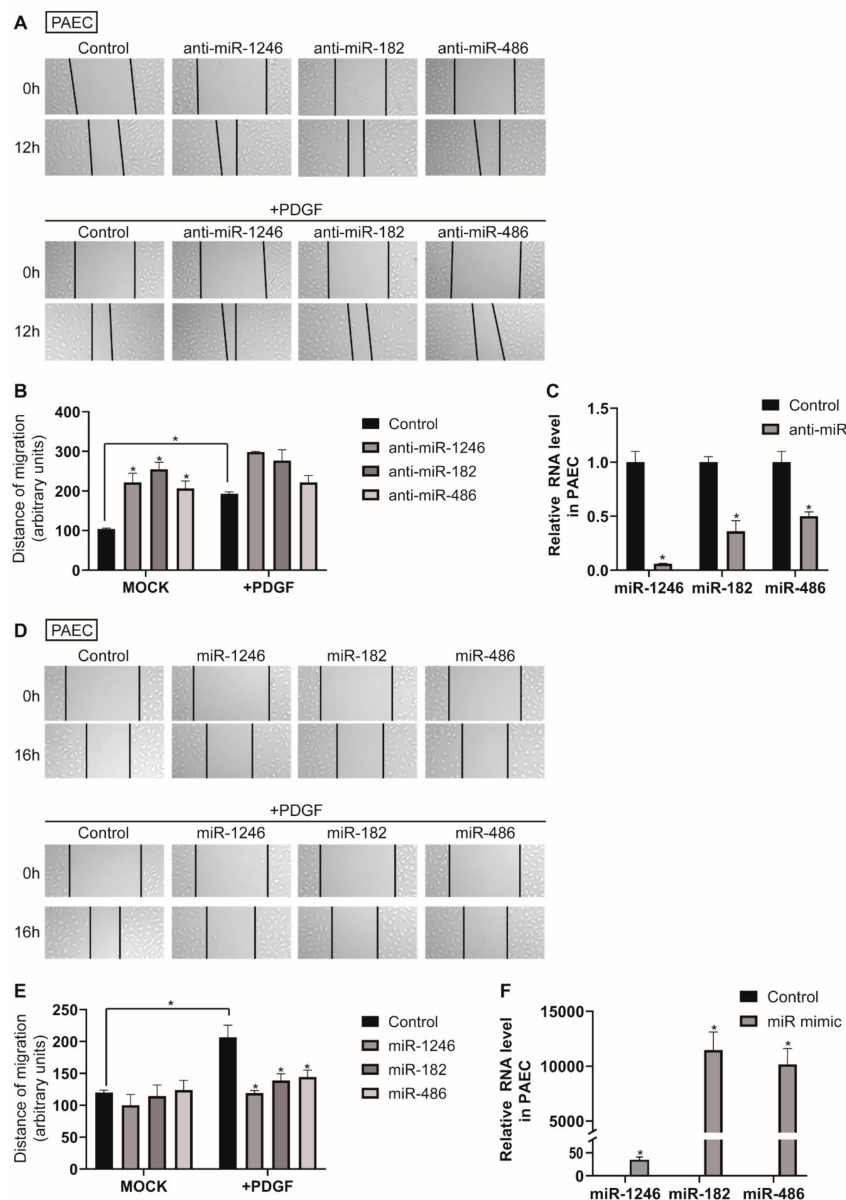 A PAEC
Control anti-miR-1246 anti-miR-182 anti-miR-486
0h
12h
+PDGF
Control anti-miR-1246 anti-miR-182 anti-miR-486
0h
12h
B
Distance of migration
(arbitrary units)
400
300
200
100
0
*
* * *
MOCK +PDGF
Control
anti-miR-1246
anti-miR-182
anti-miR-486
C
Relative RNA level
in PAEC
1.5
1.0
0.5
0.0
* * *
miR-1246 miR-182 miR-486
Control
anti-miR
D PAEC
Control miR-1246 miR-182 miR-486
0h
16h
+PDGF
Control miR-1246 miR-182 miR-486
0h
16h
E
Distance of migration
(arbitrary units)
250
200
150
100
50
0
*
* * *
MOCK +PDGF
Control
miR-1246
miR-182
miR-486
F
Relative RNA level
in PAEC
15000
10000
5000
50
0
* * *
miR-1246 miR-182 miR-486
Control
miR mimic